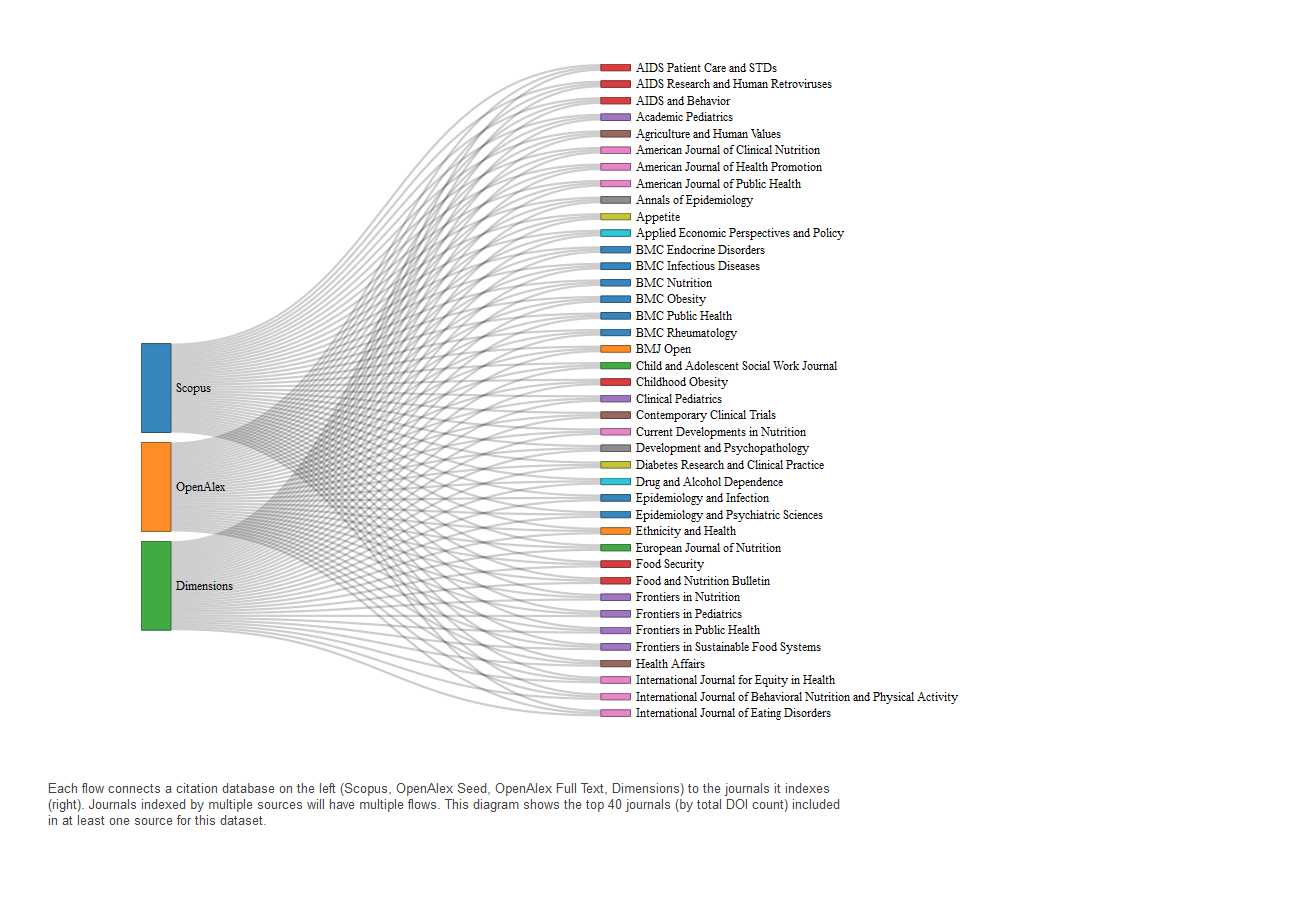 AIDS Patient Care and STDs
AIDS Research and Human Retroviruses
AIDS and Behavior
Academic Pediatrics
Agriculture and Human Values
American Journal of Clinical Nutrition
American Journal of Health Promotion
American Journal of Public Health
Annals of Epidemiology
Appetite
Applied Economic Perspectives and Policy
BMC Endocrine Disorders
BMC Infectious Diseases
BMC Nutrition
BMC Obesity
BMC Public Health
BMC Rheumatology
BMJ Open
Child and Adolescent Social Work Journal
Childhood Obesity
Clinical Pediatrics
Contemporary Clinical Trials
Current Developments in Nutrition
Development and Psychopathology
Diabetes Research and Clinical Practice
Drug and Alcohol Dependence
Epidemiology and Infection
Epidemiology and Psychiatric Sciences
Ethnicity and Health
European Journal of Nutrition
Food Security
Food and Nutrition Bulletin
Frontiers in Nutrition
Frontiers in Pediatrics
Frontiers in Public Health
Frontiers in Sustainable Food Systems
Health Affairs
International Journal for Equity in Health
International Journal of Behavioral Nutrition and Physical Activity
International Journal of Eating Disorders
Scopus
OpenAlex
Dimensions
Each flow connects a citation database on the left (Scopus, OpenAlex Seed, OpenAlex Full Text, Dimensions) to the journals it indexes
(right). Journals indexed by multiple sources will have multiple flows. This diagram shows the top 40 journals (by total DOI count) included
in at least one source for this dataset.